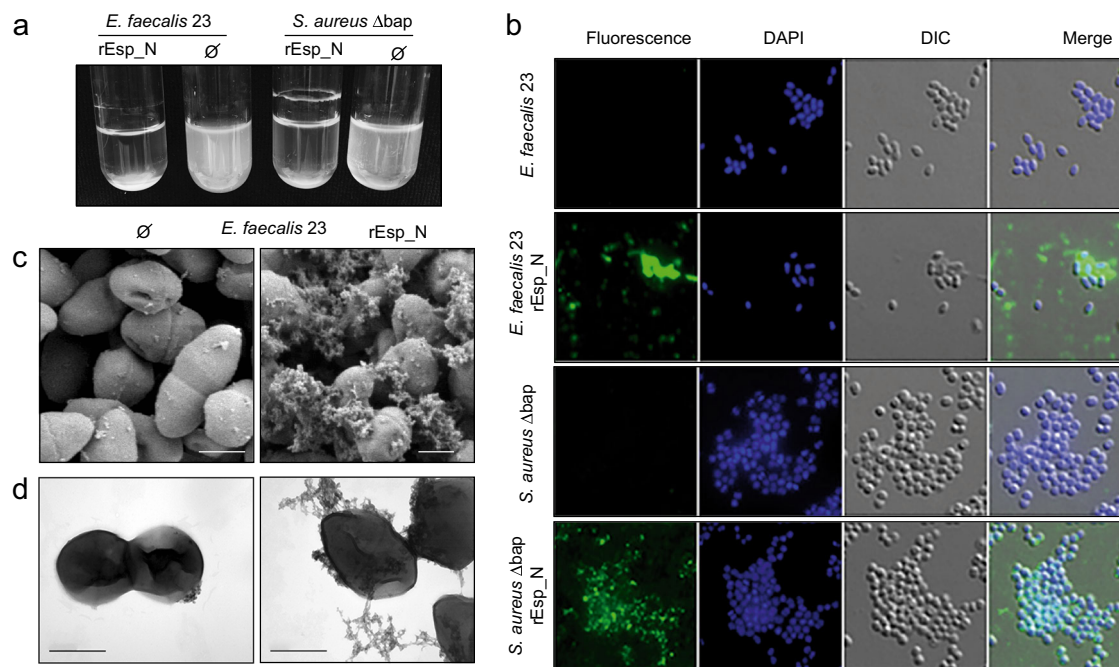 a
E. faecalis 23
S. aureus Δbap
rEsp_N
Ø
rEsp_N
Ø
b
Fluorescence
DAPI
DIC
Merge
E. faecalis 23
E. faecalis 23
rEsp_N
S. aureus Δbap
S. aureus Δbap
rEsp_N
c
Ø
E. faecalis 23
rEsp_N
d